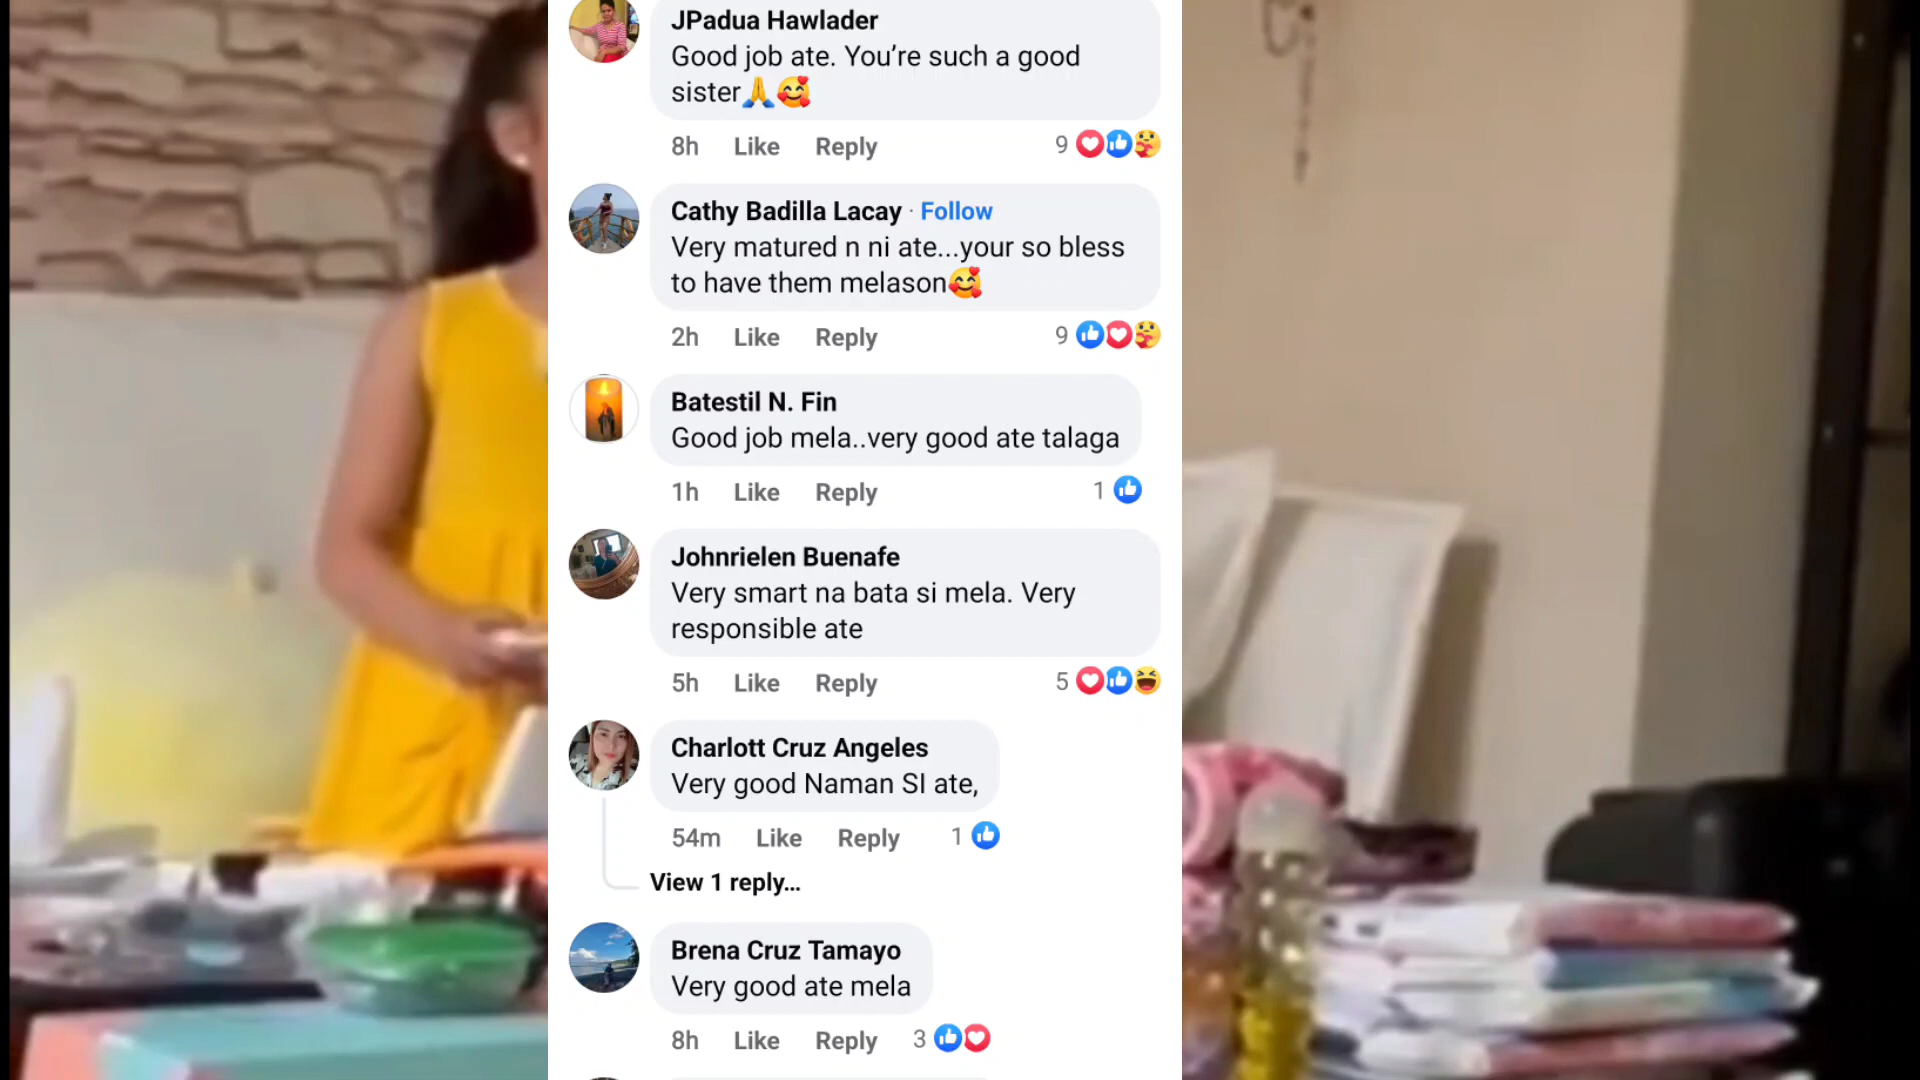 JPadua Hawlader
Good job ate. You’re such a good
sister🙏🥰
8h Like Reply 9
Cathy Badilla Lacay · Follow
Very matured n ni ate...your so bless
to have them melason🥰
2h Like Reply 9
Batestil N. Fin
Good job mela..very good ate talaga
1h Like Reply 1
Johnrielen Buenafe
Very smart na bata si mela. Very
responsible ate
5h Like Reply 5
Charlott Cruz Angeles
Very good Naman SI ate,
54m Like Reply 1
View 1 reply...
Brena Cruz Tamayo
Very good ate mela
8h Like Reply 3